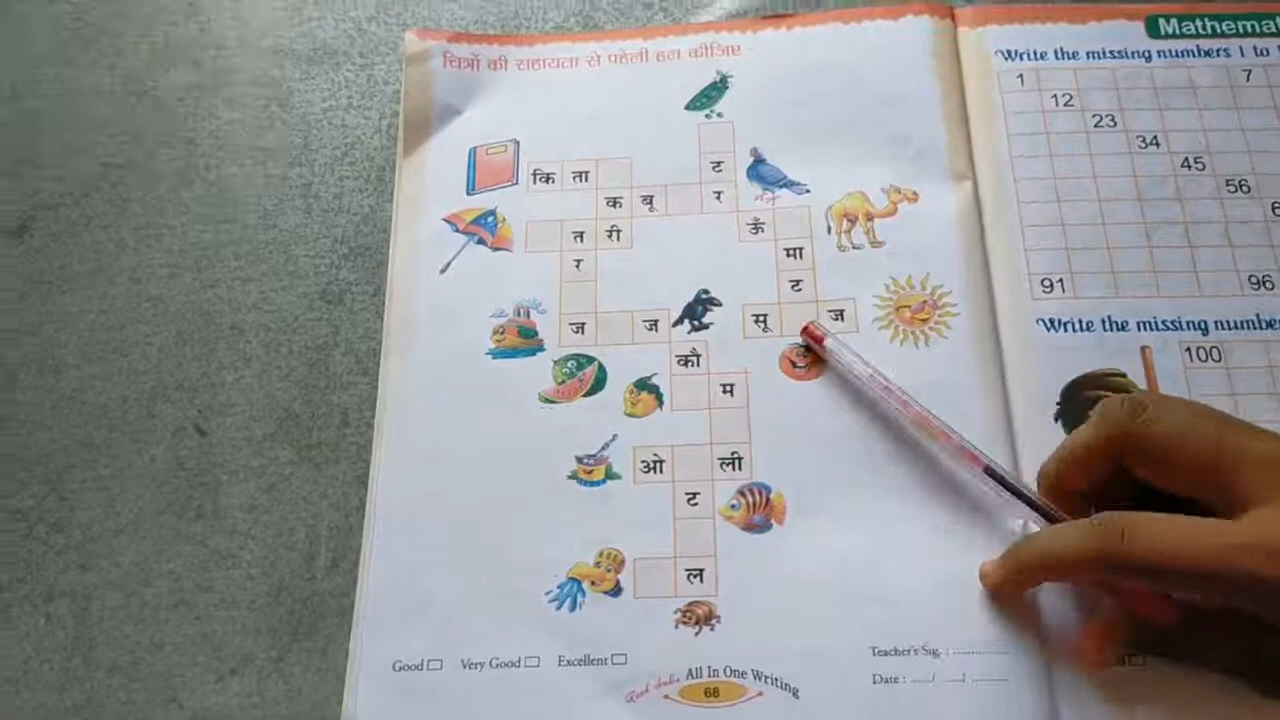 चित्रों की सहायता से पहेली हल कीजिए
ट
कि ता
क बू र
ऊँ
त री
मा
र
ट
ज ज
सू ज
कौ
म
ओ ली
ट
ल
Good Very Good Excellent
Teacher's Sig. :
Date :
All In One Writing
68
Mathemat
Write the missing numbers 1 to
1 7
12
23
34
45
56
6
91 96
Write the missing numbe
100